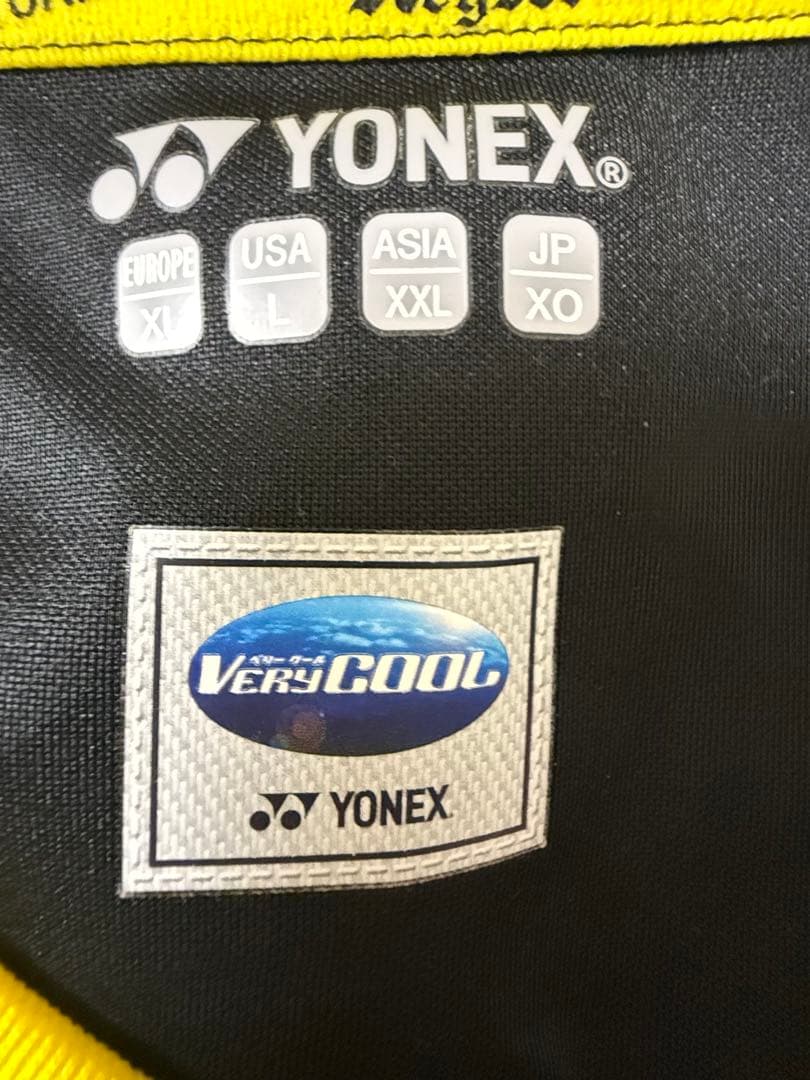 YONEX®
EUROPE USA ASIA JP
XL L XXL XO
ベリークール
VERYCOOL
YONEX